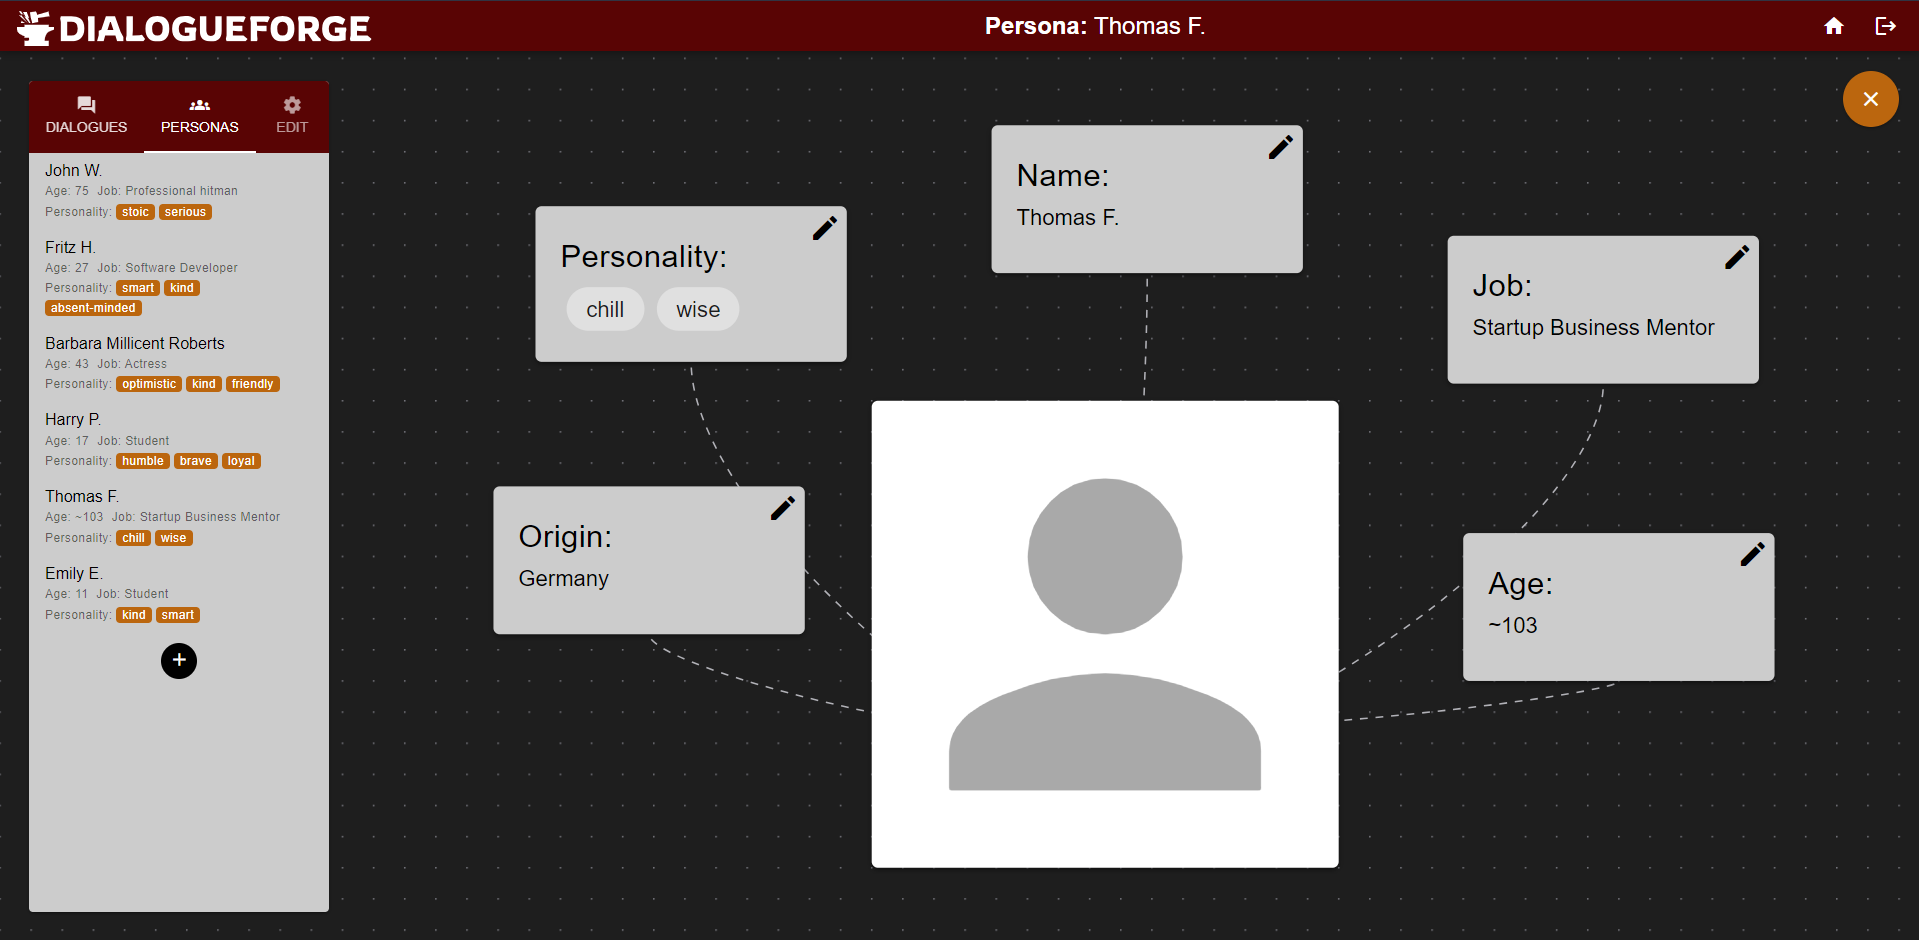 DIALOGUEFORGE
Persona: Thomas F.
DIALOGUES PERSONAS EDIT
John W.
Age: 75 Job: Professional hitman
Personality: stoic serious
Fritz H.
Age: 27 Job: Software Developer
Personality: smart kind
absent-minded
Barbara Millicent Roberts
Age: 43 Job: Actress
Personality: optimistic kind friendly
Harry P.
Age: 17 Job: Student
Personality: humble brave loyal
Thomas F.
Age: ~103 Job: Startup Business Mentor
Personality: chill wise
Emily E.
Age: 11 Job: Student
Personality: kind smart
Personality:
chill wise
Name:
Thomas F.
Job:
Startup Business Mentor
Origin:
Germany
Age:
~103